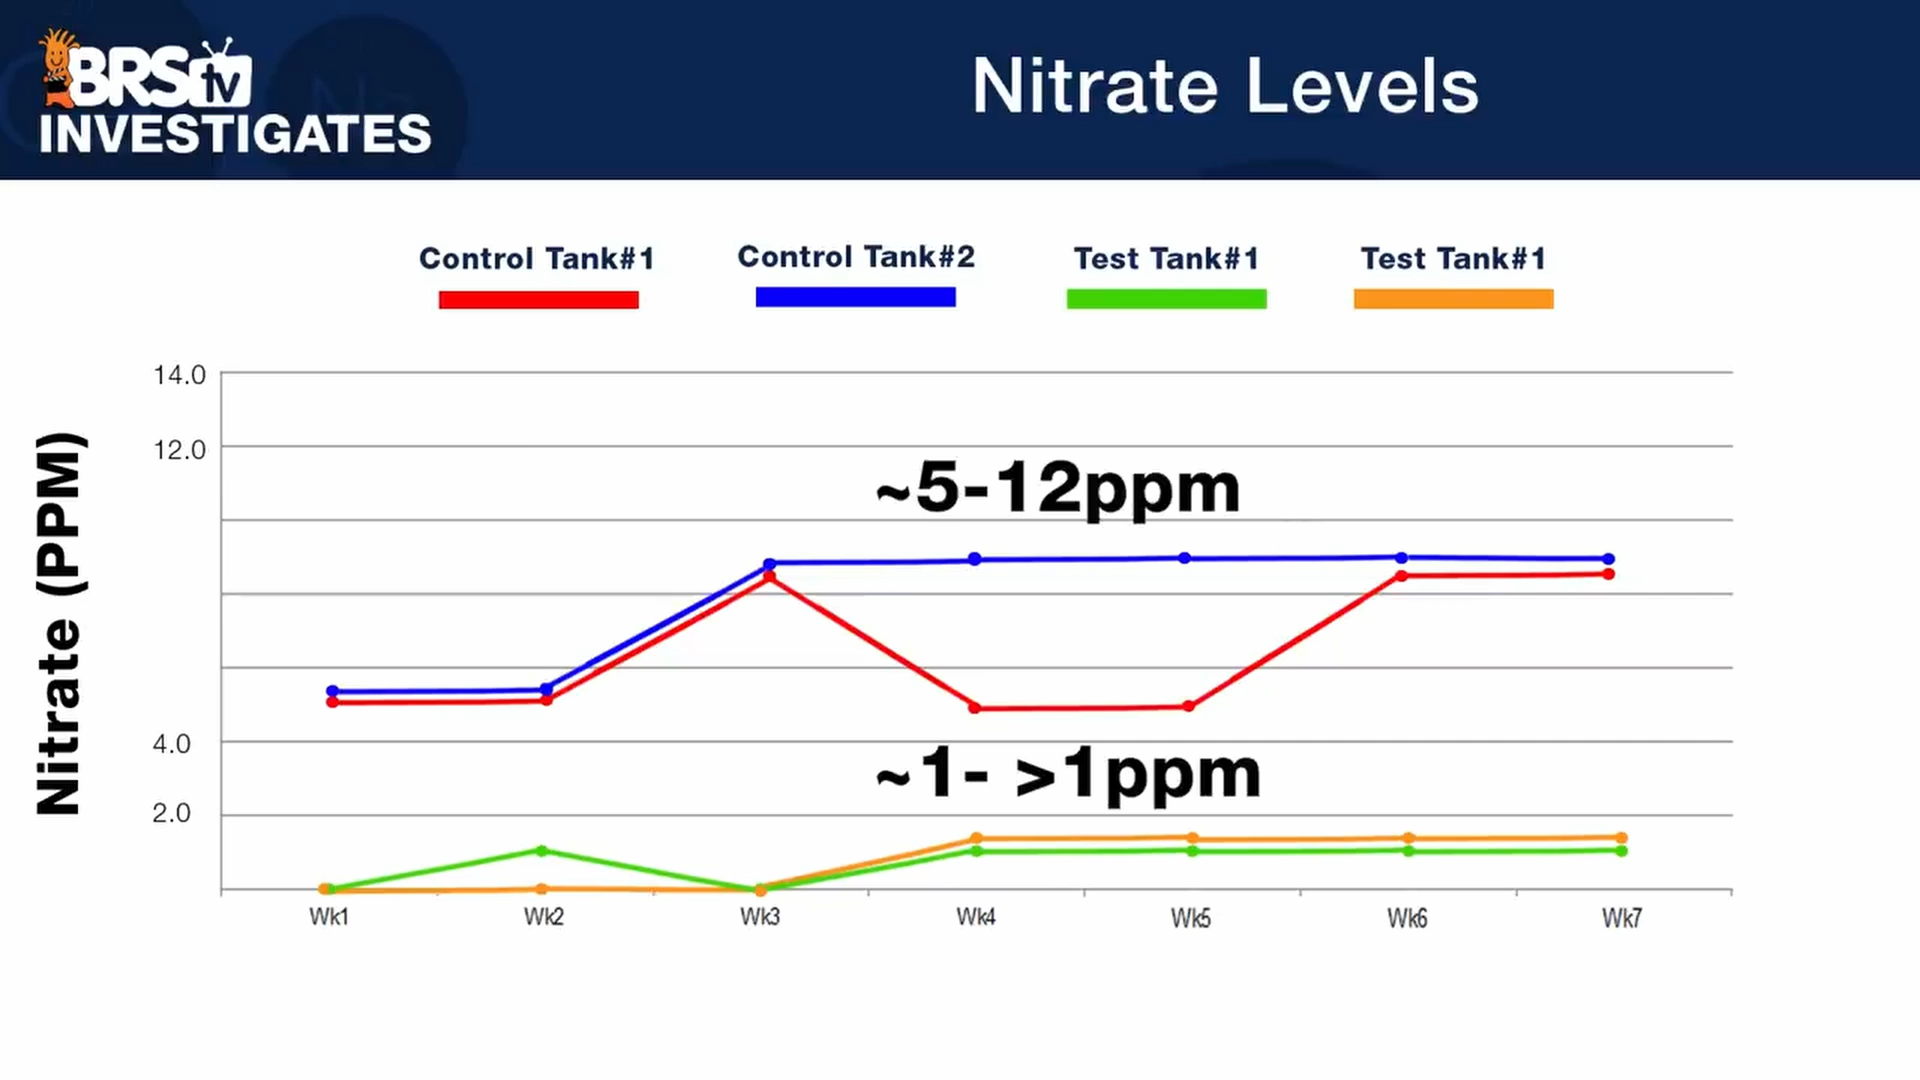 BRStv
INVESTIGATES
Nitrate Levels
Control Tank#1
Control Tank#2
Test Tank#1
Test Tank#1
Nitrate (PPM)
14.0
12.0
4.0
2.0
~5-12ppm
~1- >1ppm
Wk1
Wk2
Wk3
Wk4
Wk5
Wk6
Wk7